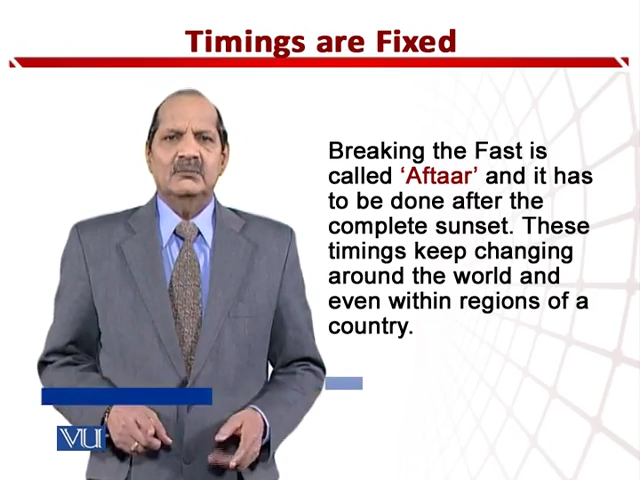 Timings are Fixed
Breaking the Fast is
called ‘Aftaar’ and it has
to be done after the
complete sunset. These
timings keep changing
around the world and
even within regions of a
country.
VU